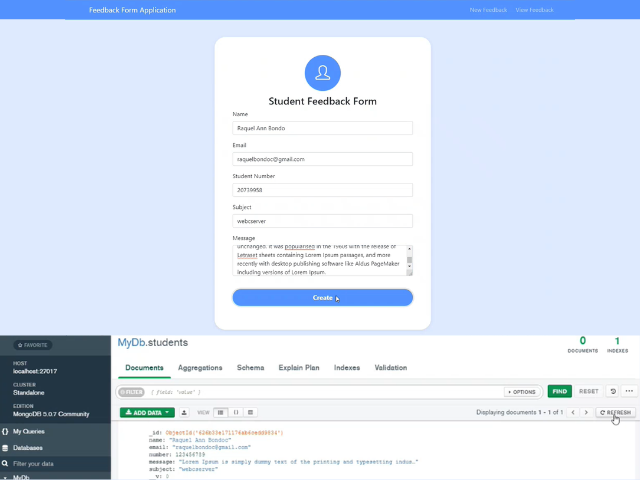 Feedback Form Application
New Feedback View Feedback
Student Feedback Form
Name
Raquel Ann Bondo
Email
raquelbondoc@gmail.com
Student Number
20739958
Subject
webcserver
Message
unchanged. It was popularised in the 1960s with the release of
Letraset sheets containing Lorem Ipsum passages, and more
recently with desktop publishing software like Aldus PageMaker
including versions of Lorem Ipsum.
Create
FAVORITE
HOST
localhost:27017
CLUSTER
Standalone
EDITION
MongoDB 5.0.7 Community
My Queries
Databases
Filter your data
MyDb
MyDb.students
0
DOCUMENTS
1
INDEXES
Documents Aggregations Schema Explain Plan Indexes Validation
FILTER { field: 'value' } OPTIONS FIND RESET
ADD DATA VIEW Displaying documents 1 - 1 of 1 REFRESH
name: "Raquel Ann Bondoc"
email: "raquelbondoc@gmail.com"
number: 123456789
message: "Lorem Ipsum is simply dummy text of the printing and typesetting indus…"
subject: "webuserver"
__v: 0